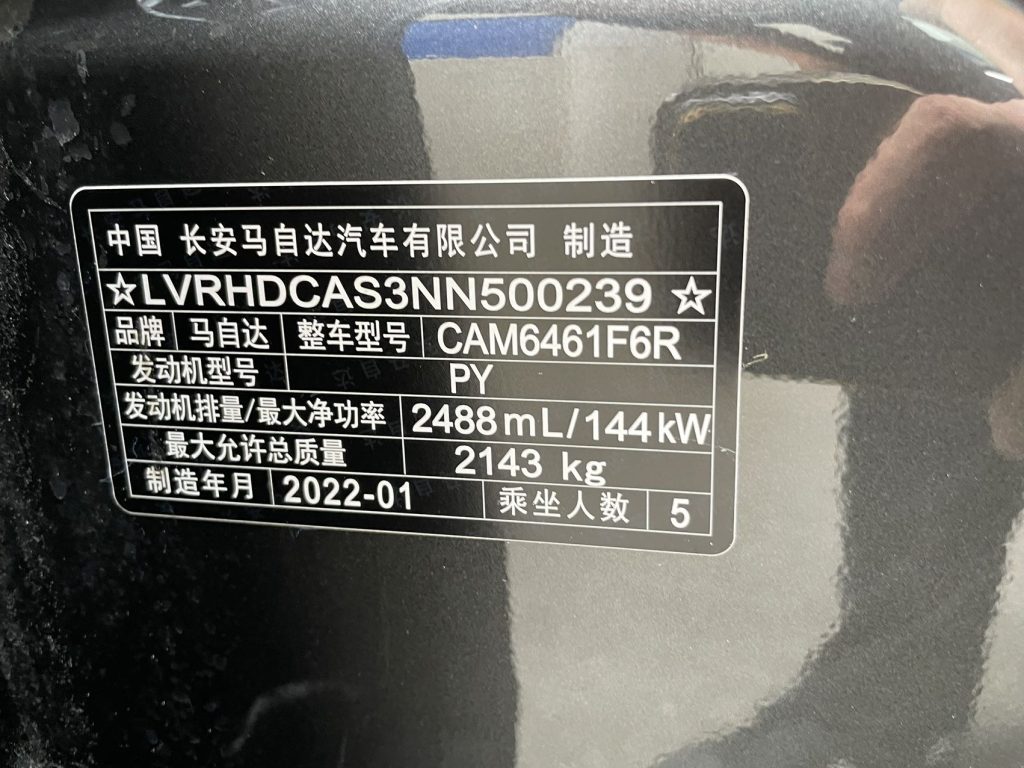 中国 长安马自达汽车有限公司 制造
☆LVRHDCAS3NN500239☆
品牌 马自达 整车型号 CAM6461F6R
发动机型号 PY
发动机排量/最大净功率 2488mL/144kW
最大允许总质量 2143 kg
制造年月 2022-01 乘坐人数 5